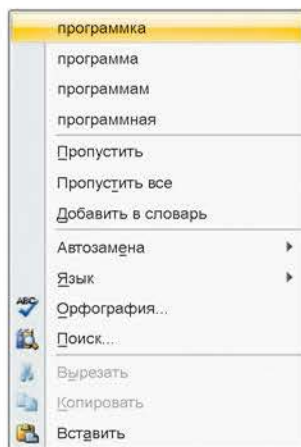 программка
программа
программам
программная
Пропустить
Пропустить все
Добавить в словарь
Автозамена
Язык
Орфография...
Поиск...
Вырезать
Копировать
Вставить